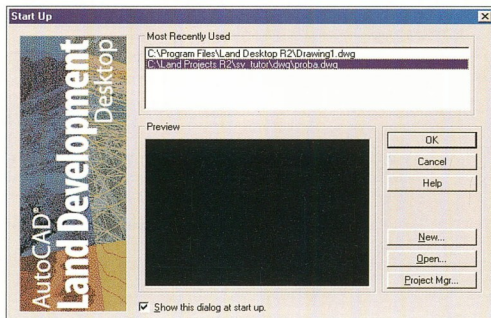 Start Up
AutoCAD®
Land Development
Desktop
Most Recently Used
C:\Program Files\Land Desktop R2\Drawing1.dwg
C:\Land Projects R2\sv_tutor\dwg\proba.dwg
Preview
OK
Cancel
Help
New...
Open...
Project Mgr...
Show this dialog at start up.